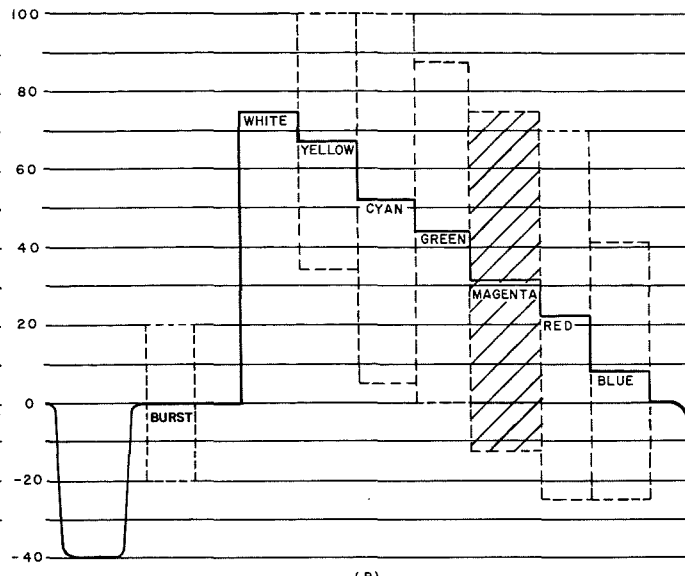 100
80
WHITE
YELLOW
60
CYAN
GREEN
40
MAGENTA
20
RED
BLUE
0
BURST
-20
-40